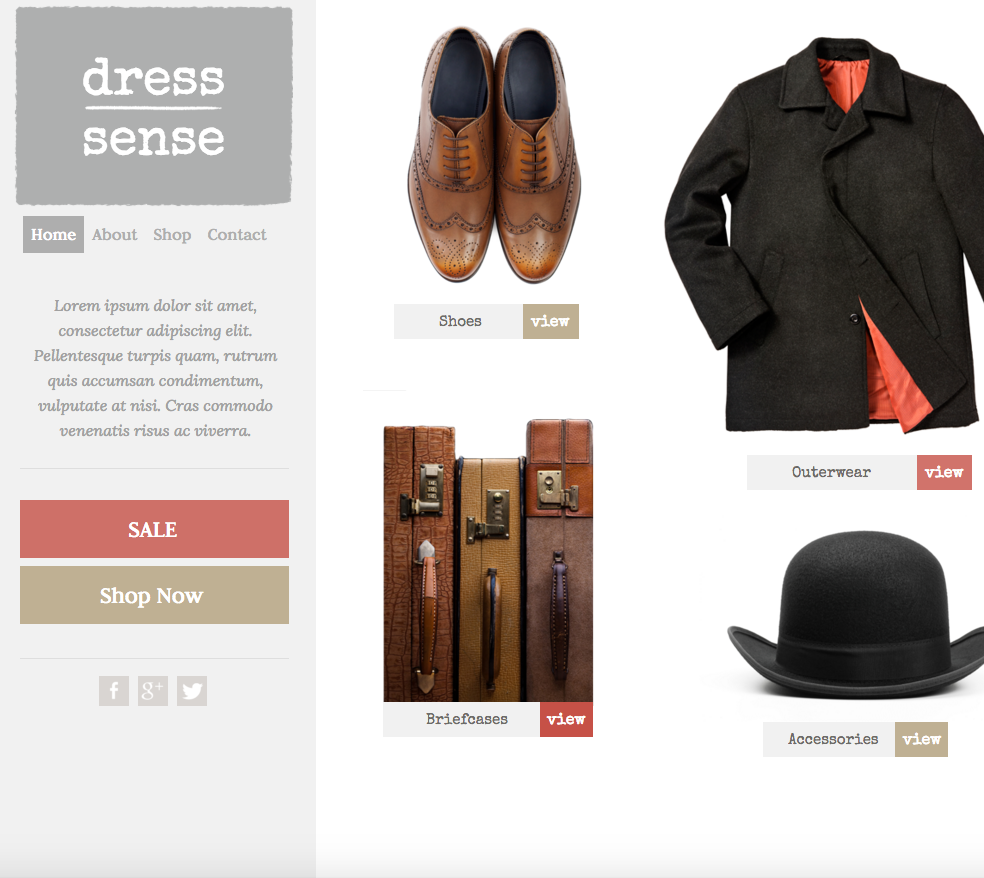 dress
sense
Home About Shop Contact
Lorem ipsum dolor sit amet,
consectetur adipiscing elit.
Pellentesque turpis quam, rutrum
quis accumsan condimentum,
vulputate at nisi. Cras commodo
venenatis risus ac viverra.
SALE
Shop Now
f g+
Shoes view
Outerwear view
Briefcases view
Accessories view